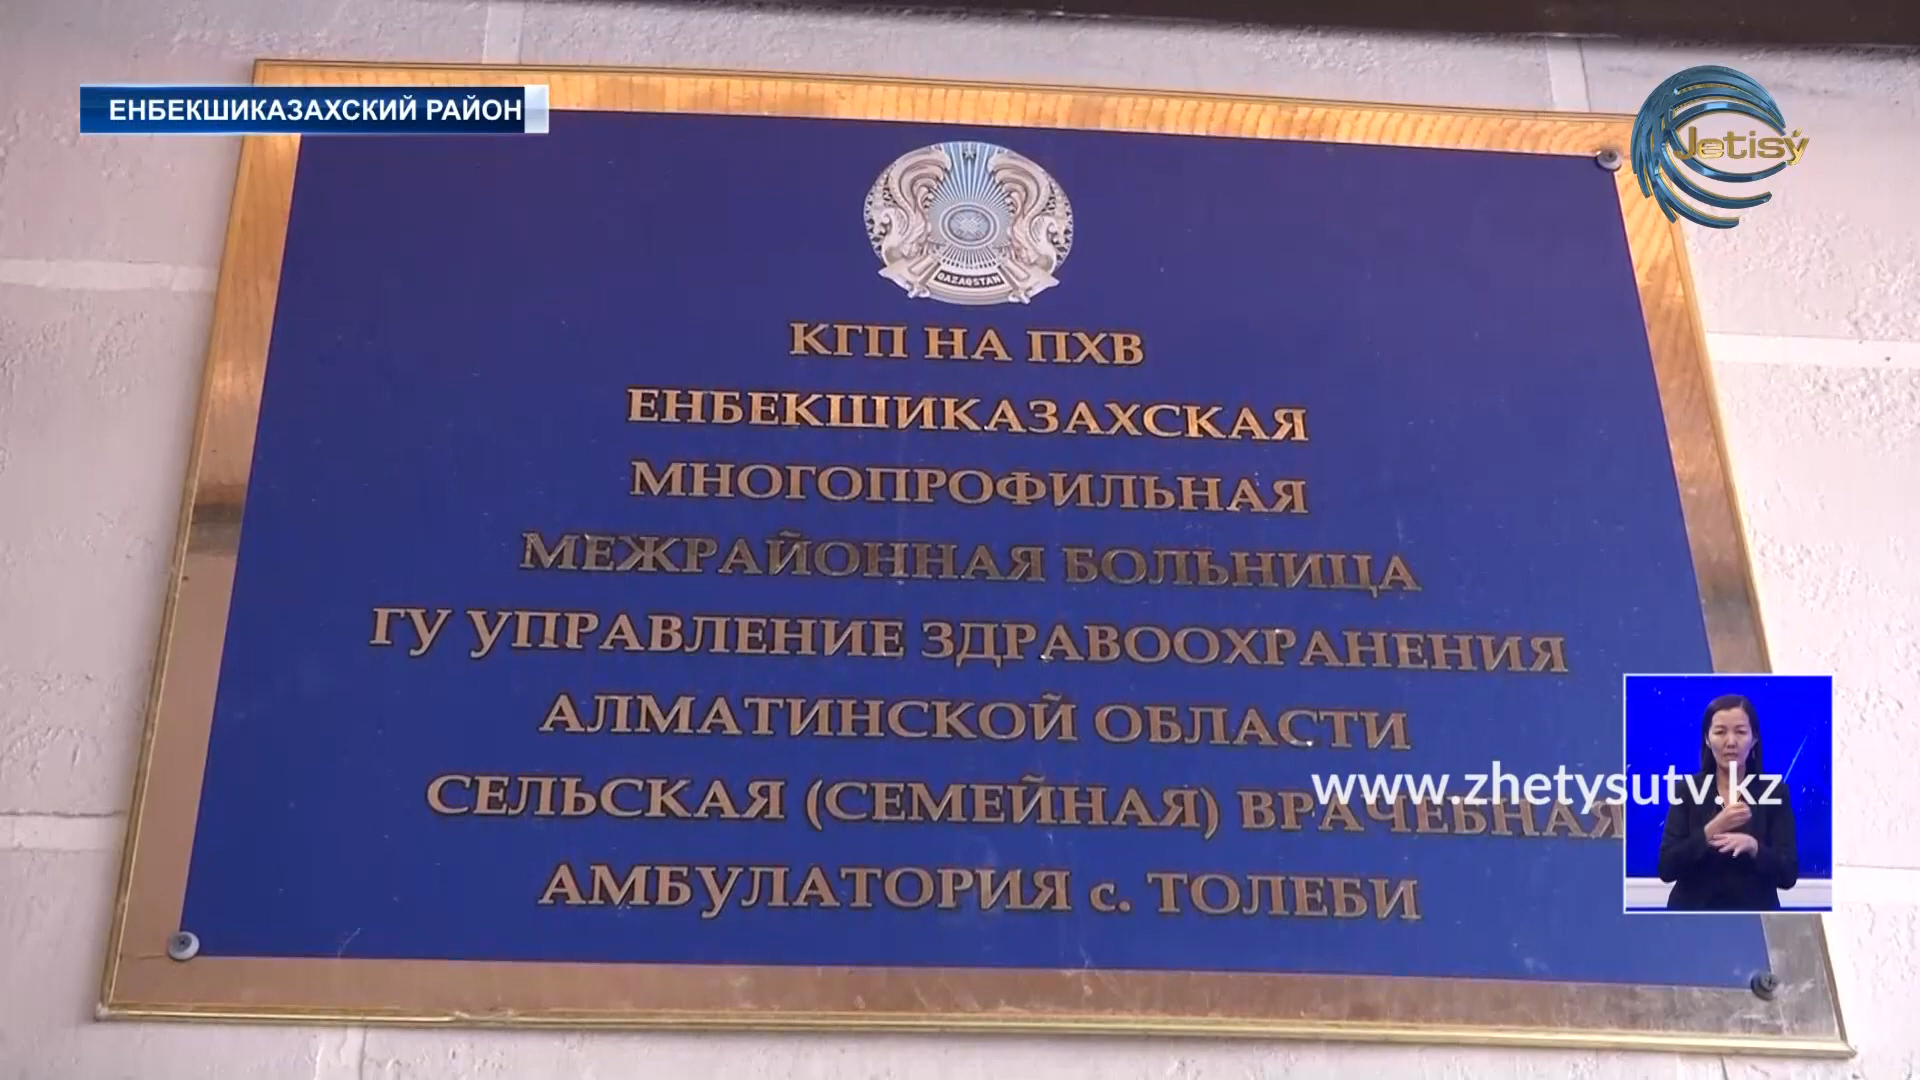 ЕНБЕКШИКАЗАХСКИЙ РАЙОН
Jetisý
QAZAQSTAN
КГП НА ПХВ
ЕНБЕКШИКАЗАХСКАЯ
МНОГОПРОФИЛЬНАЯ
МЕЖРАЙОННАЯ БОЛЬНИЦА
ГУ УПРАВЛЕНИЕ ЗДРАВООХРАНЕНИЯ
АЛМАТИНСКОЙ ОБЛАСТИ
www.zhetysutv.kz
СЕЛЬСКАЯ (СЕМЕЙНАЯ) ВРАЧЕБНАЯ
АМБУЛАТОРИЯ с. ТОЛЕБИ